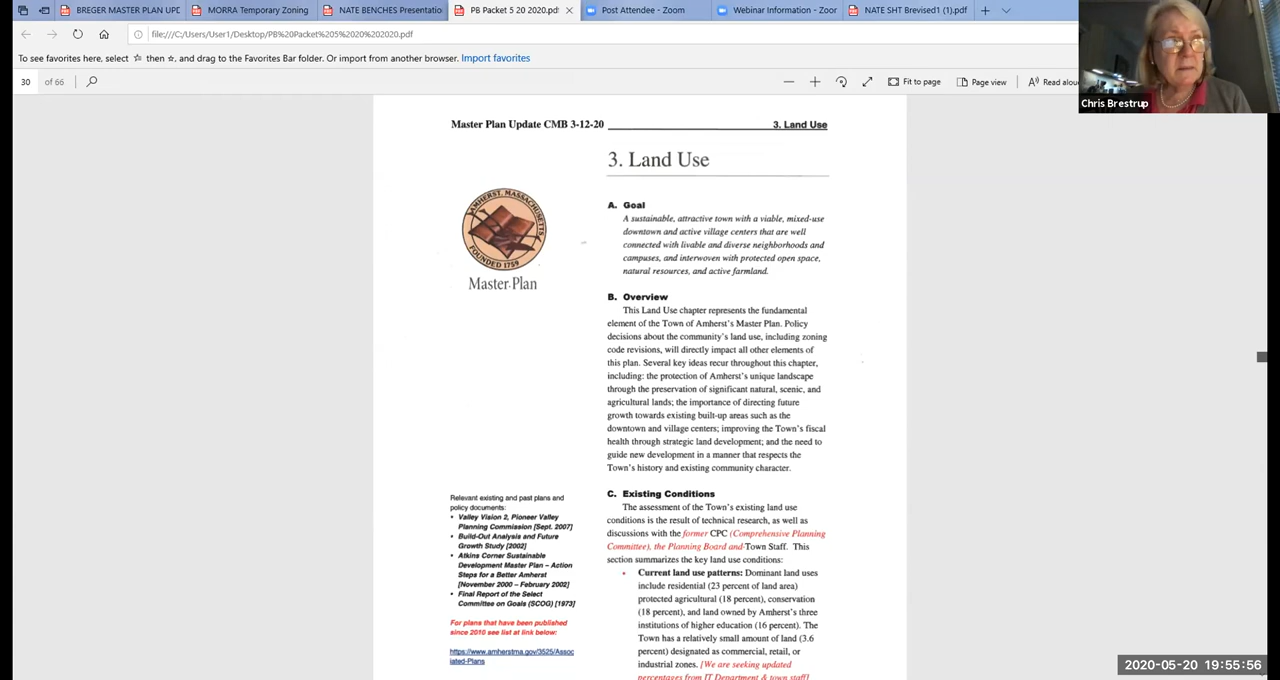 BREGER MASTER PLAN UPD
MORRA Temporary Zoning
NATE BENCHES Presentatio
PB Packet 5 20 2020.pdf
Post Attendee - Zoom
Webinar Information - Zoor
NATE SHT Brevised1 (1).pdf
file:///C:/Users/User1/Desktop/PB%20Packet%205%2020%202020.pdf
To see favorites here, select ☆ then ☆, and drag to the Favorites Bar folder. Or import from another browser. Import favorites
30 of 66
Fit to page
Page view
Read alou
Chris Brestrup
Master Plan Update CMB 3-12-20
3. Land Use
3. Land Use
AMHERST, MASSACHUSETTS
FOUNDED 1759
Master Plan
A. Goal
A sustainable, attractive town with a viable, mixed-use
downtown and active village centers that are well
connected with livable and diverse neighborhoods and
campuses, and interwoven with protected open space,
natural resources, and active farmland.
B. Overview
This Land Use chapter represents the fundamental
element of the Town of Amherst's Master Plan. Policy
decisions about the community's land use, including zoning
code revisions, will directly impact all other elements of
this plan. Several key ideas recur throughout this chapter,
including: the protection of Amherst's unique landscape
through the preservation of significant natural, scenic, and
agricultural lands; the importance of directing future
growth towards existing built-up areas such as the
downtown and village centers; improving the Town's fiscal
health through strategic land development; and the need to
guide new development in a manner that respects the
Town's history and existing community character.
Relevant existing and past plans and
policy documents:
• Valley Vision 2, Pioneer Valley
Planning Commission [Sept. 2007]
• Build-Out Analysis and Future
Growth Study [2002]
• Atkins Corner Sustainable
Development Master Plan – Action
Steps for a Better Amherst
[November 2000 – February 2002]
• Final Report of the Select
Committee on Goals (SCOG) [1973]
For plans that have been published
since 2010 see list at link below:
https://www.amherstma.gov/3525/Assoc
iated-Plans
C. Existing Conditions
The assessment of the Town's existing land use
conditions is the result of technical research, as well as
discussions with the former CPC (Comprehensive Planning
Committee), the Planning Board and Town Staff. This
section summarizes the key land use conditions:
• Current land use patterns: Dominant land uses
include residential (23 percent of land area)
protected agricultural (18 percent), conservation
(18 percent), and land owned by Amherst's three
institutions of higher education (16 percent). The
Town has a relatively small amount of land (3.6
percent) designated as commercial, retail, or
industrial zones. [We are seeking updated
percentages from IT Department & town staff]
2020-05-20 19:55:56